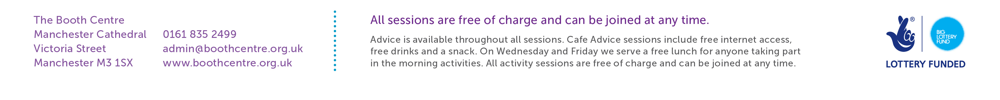 The Booth Centre
Manchester Cathedral
Victoria Street
Manchester M3 1SX
0161 835 2499
admin@boothcentre.org.uk
www.boothcentre.org.uk
All sessions are free of charge and can be joined at any time.
Advice is available throughout all sessions. Cafe Advice sessions include free internet access,
free drinks and a snack. On Wednesday and Friday we serve a free lunch for anyone taking part
in the morning activities. All activity sessions are free of charge and can be joined at any time.
®
BIG
LOTTERY
FUND
LOTTERY FUNDED